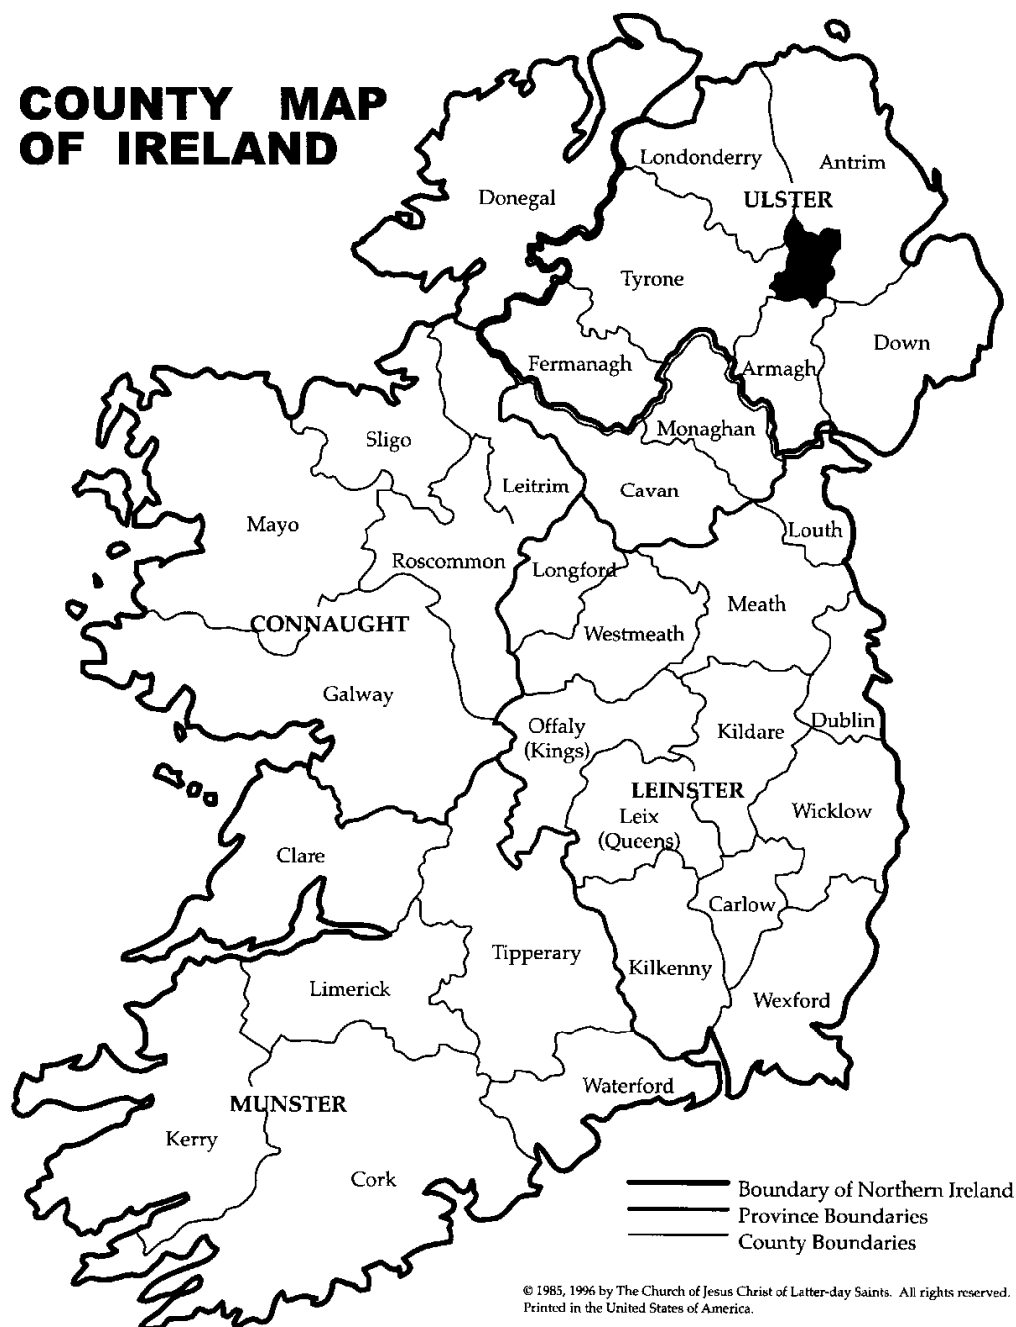 COUNTY MAP
OF IRELAND
Londonderry
Antrim
Donegal
ULSTER
Tyrone
Down
Fermanagh
Armagh
Monaghan
Sligo
Leitrim
Cavan
Mayo
Louth
Roscommon
Longford
Meath
CONNAUGHT
Westmeath
Galway
Offaly
(Kings)
Kildare
Dublin
LEINSTER
Leix
(Queens)
Wicklow
Clare
Carlow
Tipperary
Kilkenny
Limerick
Wexford
Waterford
MUNSTER
Kerry
Cork
Boundary of Northern Ireland
Province Boundaries
County Boundaries
© 1985, 1996 by The Church of Jesus Christ of Latter-day Saints. All rights reserved.
Printed in the United States of America.